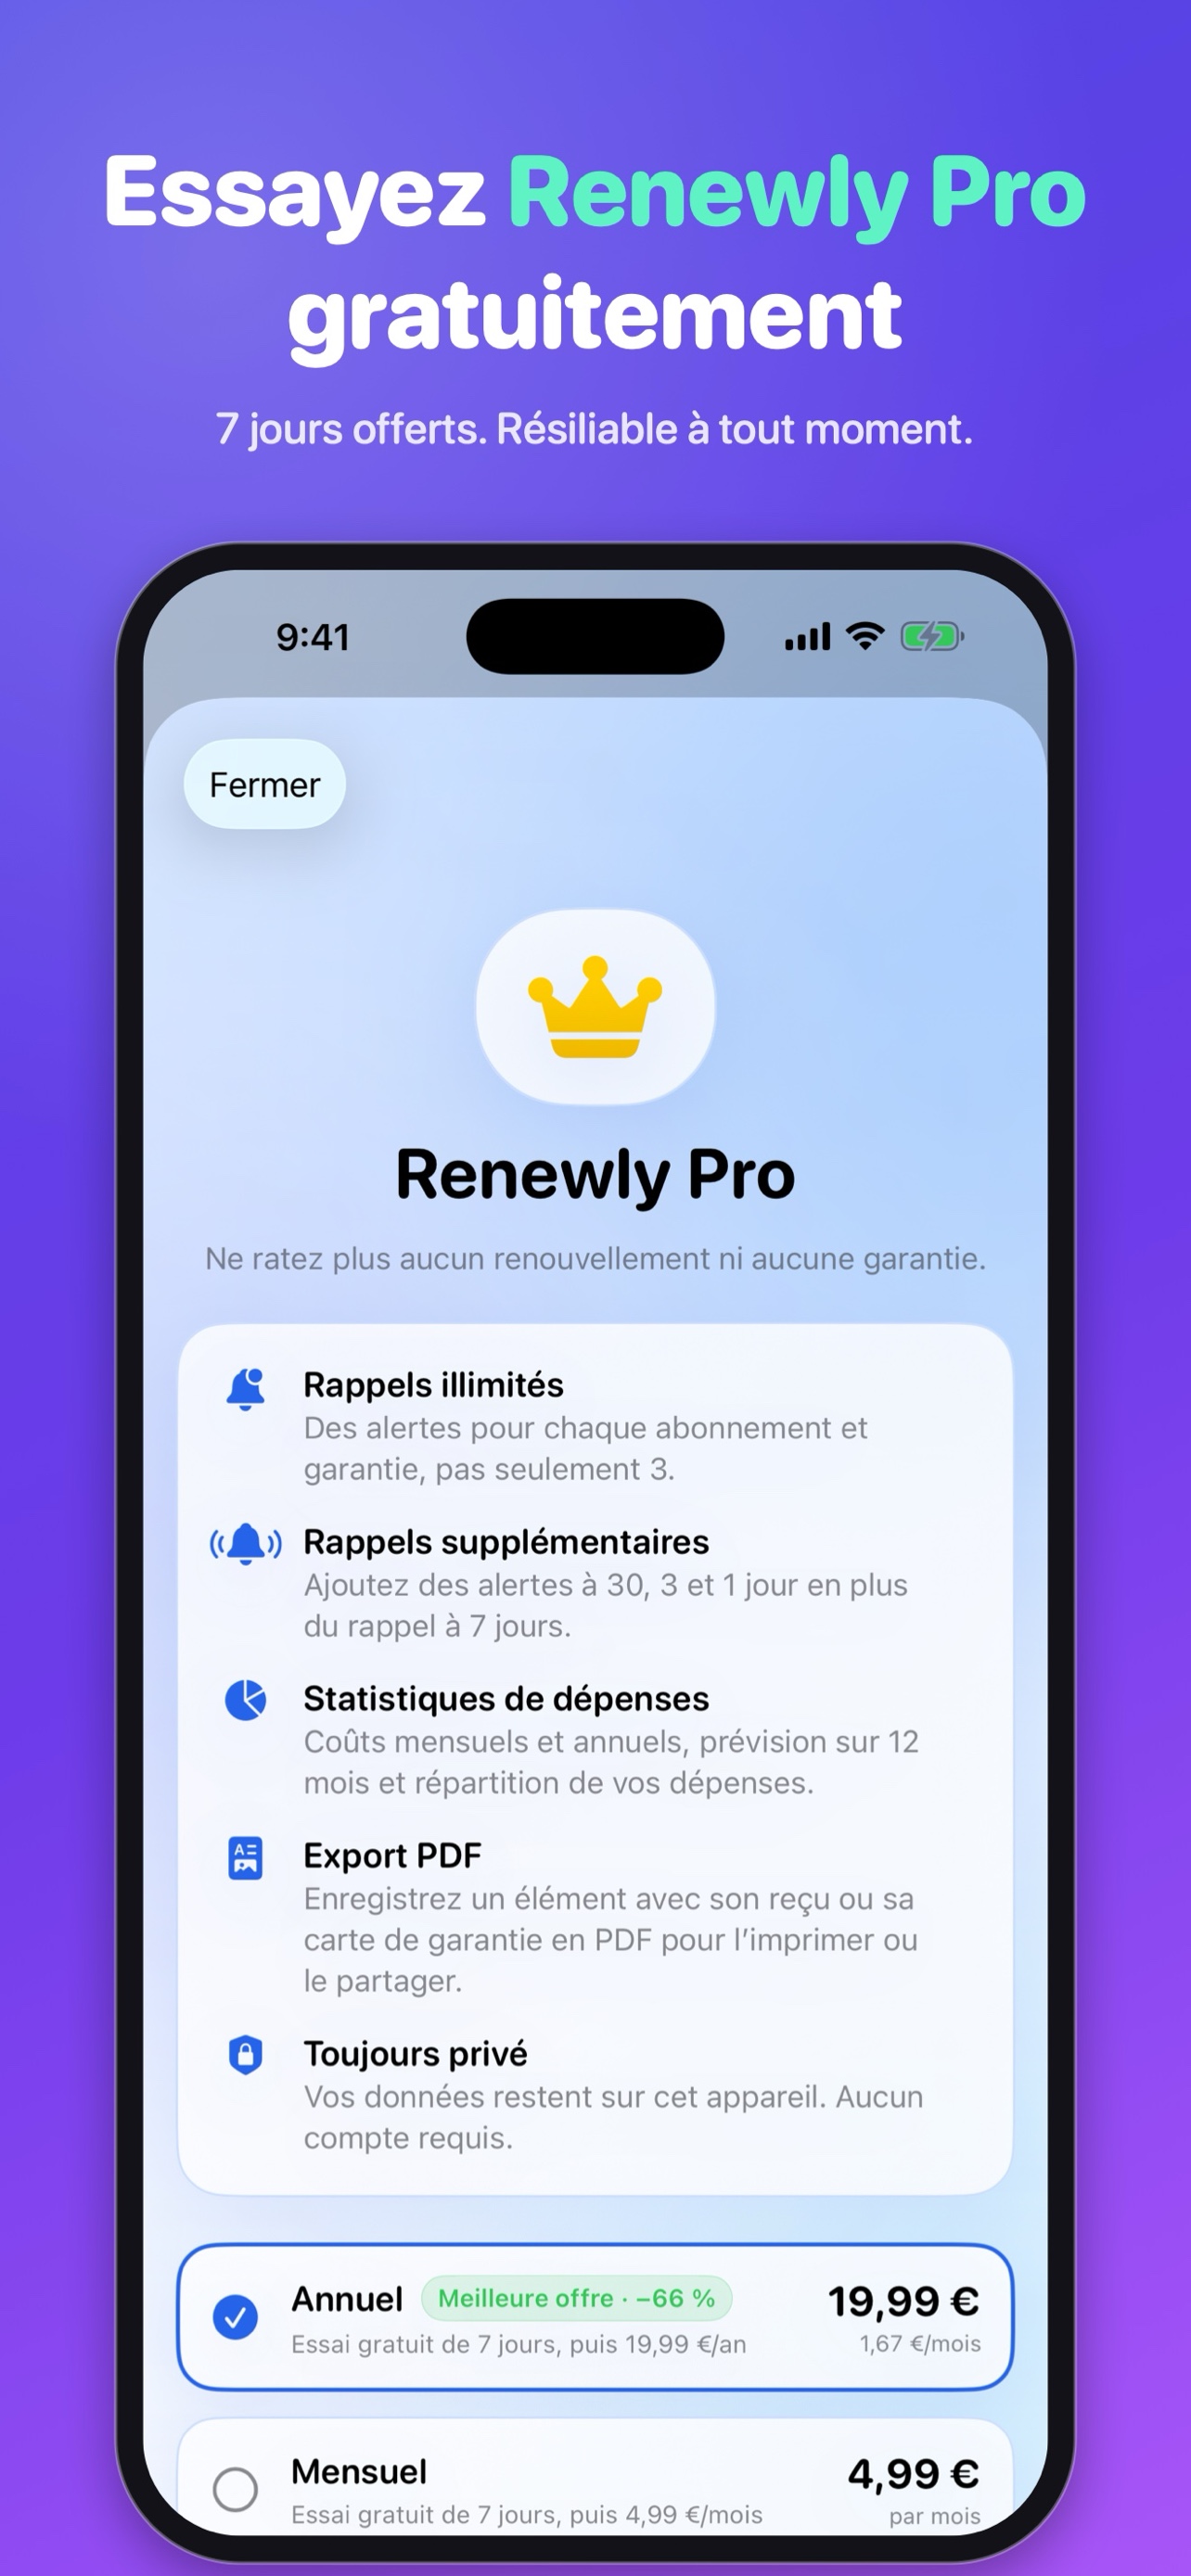 Essayez Renewly Pro
gratuitement
7 jours offerts. Résiliable à tout moment.
9:41
Fermer
Renewly Pro
Ne ratez plus aucun renouvellement ni aucune garantie.
Rappels illimités
Des alertes pour chaque abonnement et
garantie, pas seulement 3.
Rappels supplémentaires
Ajoutez des alertes à 30, 3 et 1 jour en plus
du rappel à 7 jours.
Statistiques de dépenses
Coûts mensuels et annuels, prévision sur 12
mois et répartition de vos dépenses.
Export PDF
Enregistrez un élément avec son reçu ou sa
carte de garantie en PDF pour l’imprimer ou
le partager.
Toujours privé
Vos données restent sur cet appareil. Aucun
compte requis.
Annuel Meilleure offre · −66 % 19,99 €
Essai gratuit de 7 jours, puis 19,99 €/an 1,67 €/mois
Mensuel 4,99 €
Essai gratuit de 7 jours, puis 4,99 €/mois par mois